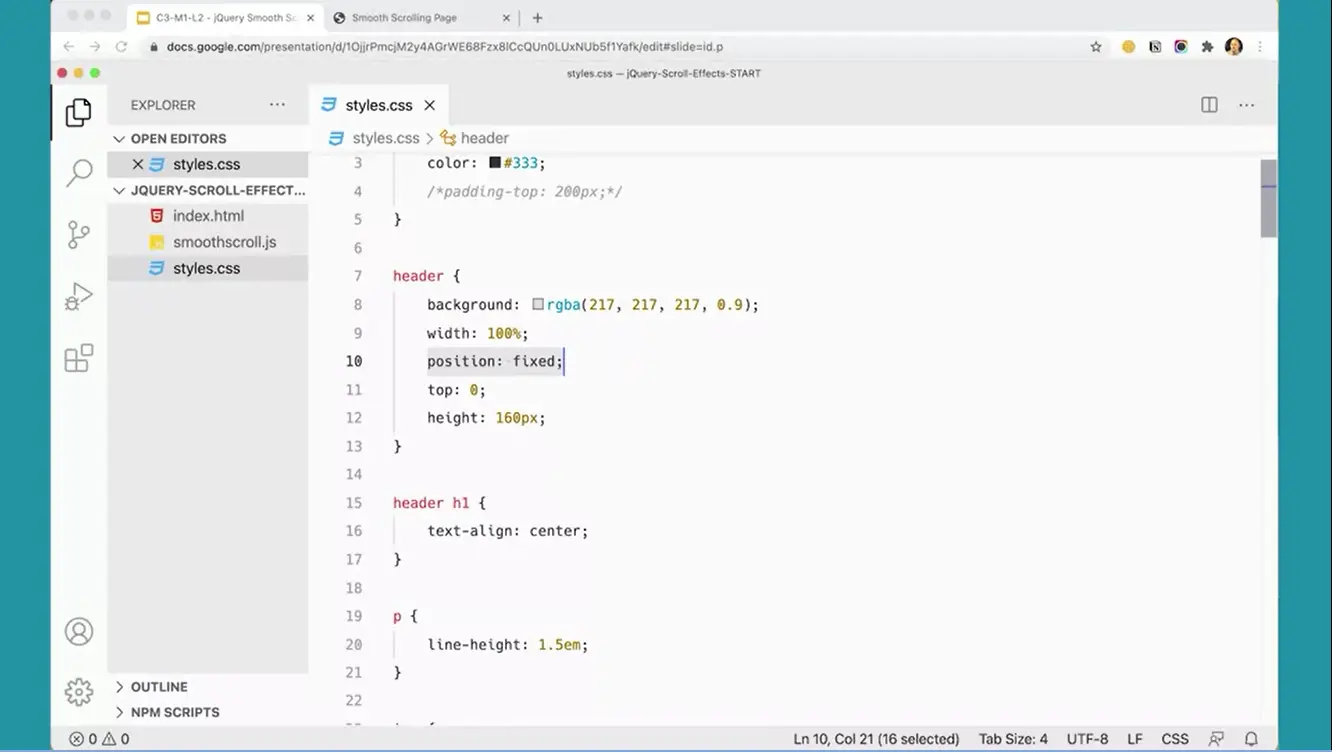 C3-M1-L2 - jQuery Smooth Sc
Smooth Scrolling Page
docs.google.com/presentation/d/1OjjrPmcjM2y4AGrWE68Fzx8lCcQUn0LUxNUb5f1Yafk/edit#slide=id.p
styles.css — jQuery-Scroll-Effects-START
EXPLORER
styles.css
OPEN EDITORS
styles.css > header
styles.css
JQUERY-SCROLL-EFFECT...
index.html
smoothscroll.js
styles.css
3 color: #333;
4 /*padding-top: 200px;*/
5 }
6
7 header {
8 background: rgba(217, 217, 217, 0.9);
9 width: 100%;
10 position: fixed;
11 top: 0;
12 height: 160px;
13 }
14
15 header h1 {
16 text-align: center;
17 }
18
19 p {
20 line-height: 1.5em;
21 }
22
OUTLINE
NPM SCRIPTS
0 0
Ln 10, Col 21 (16 selected) Tab Size: 4 UTF-8 LF CSS